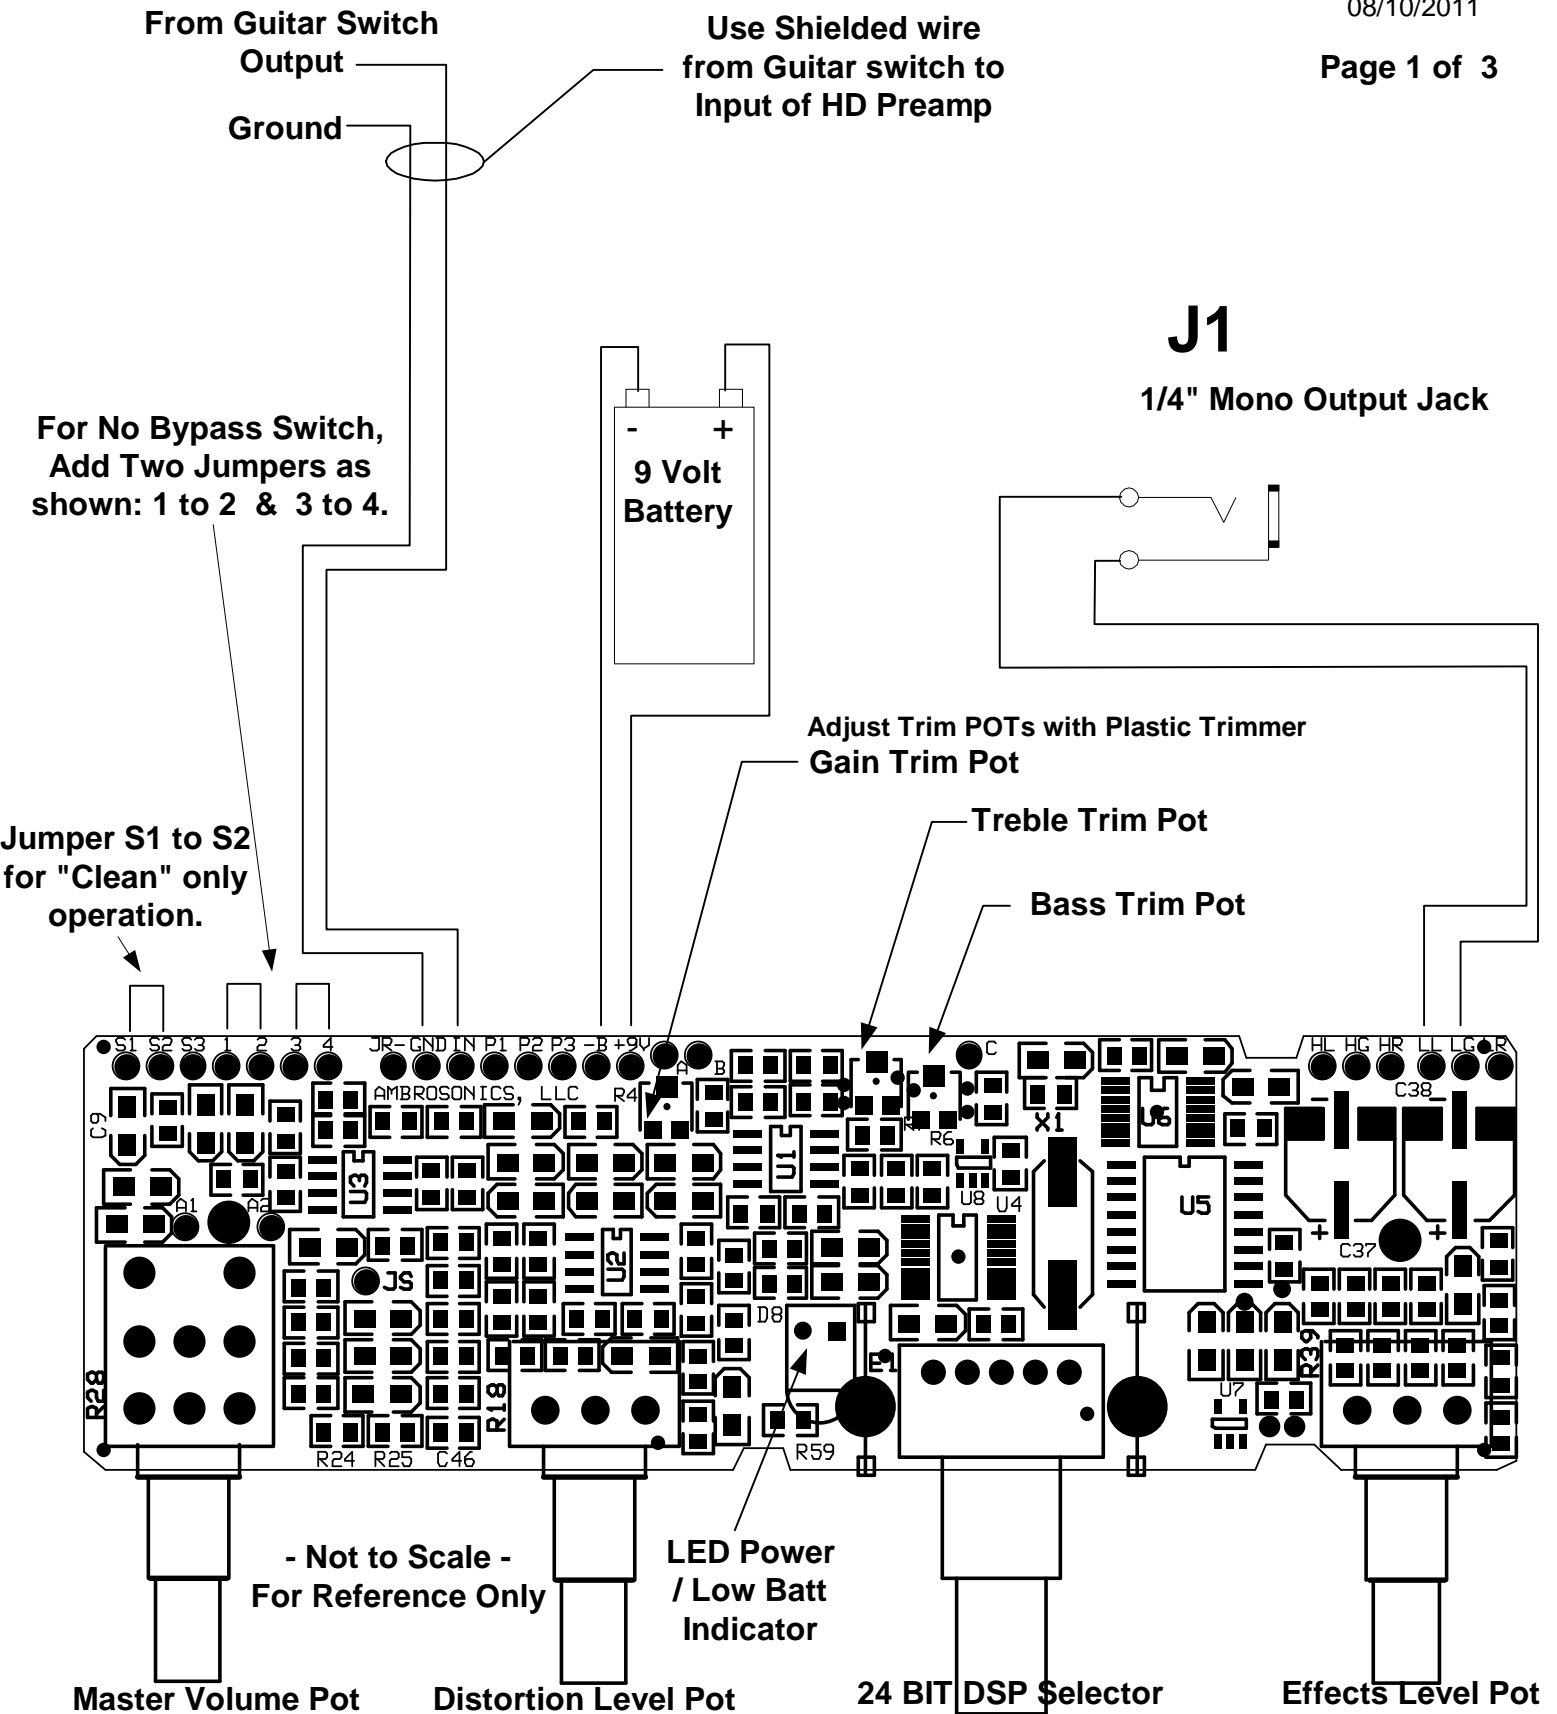 08/10/2011
From Guitar Switch
Output
Use Shielded wire
from Guitar switch to
Input of HD Preamp
Page 1 of 3
Ground
J1
1/4" Mono Output Jack
For No Bypass Switch,
Add Two Jumpers as
shown: 1 to 2 & 3 to 4.
- +
9 Volt
Battery
Adjust Trim POTs with Plastic Trimmer
Gain Trim Pot
Treble Trim Pot
Jumper S1 to S2
for "Clean" only
operation.
Bass Trim Pot
S1 S2 S3 1 2 3 4 JR- GND IN P1 P2 P3 -B +9V A B C HL HG HR LL LG LR
AMBROSONICS, LLC
R4
C38
C9
U3
U1
R6
X1
U6
U8
U4
U5
A1 A2
U2
C37
+ +
JS
D8
E1
R39
R28
R18
U7
R24 R25 C46
R59
- Not to Scale -
For Reference Only
LED Power
/ Low Batt
Indicator
Master Volume Pot
Distortion Level Pot
24 BIT DSP Selector
Effects Level Pot